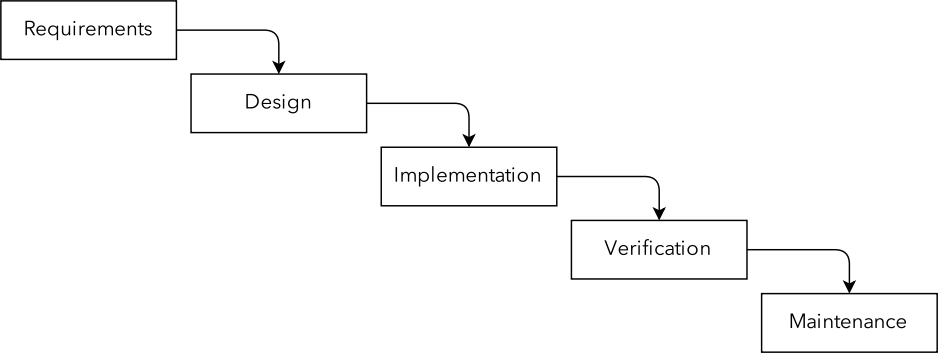 Requirements
Design
Implementation
Verification
Maintenance